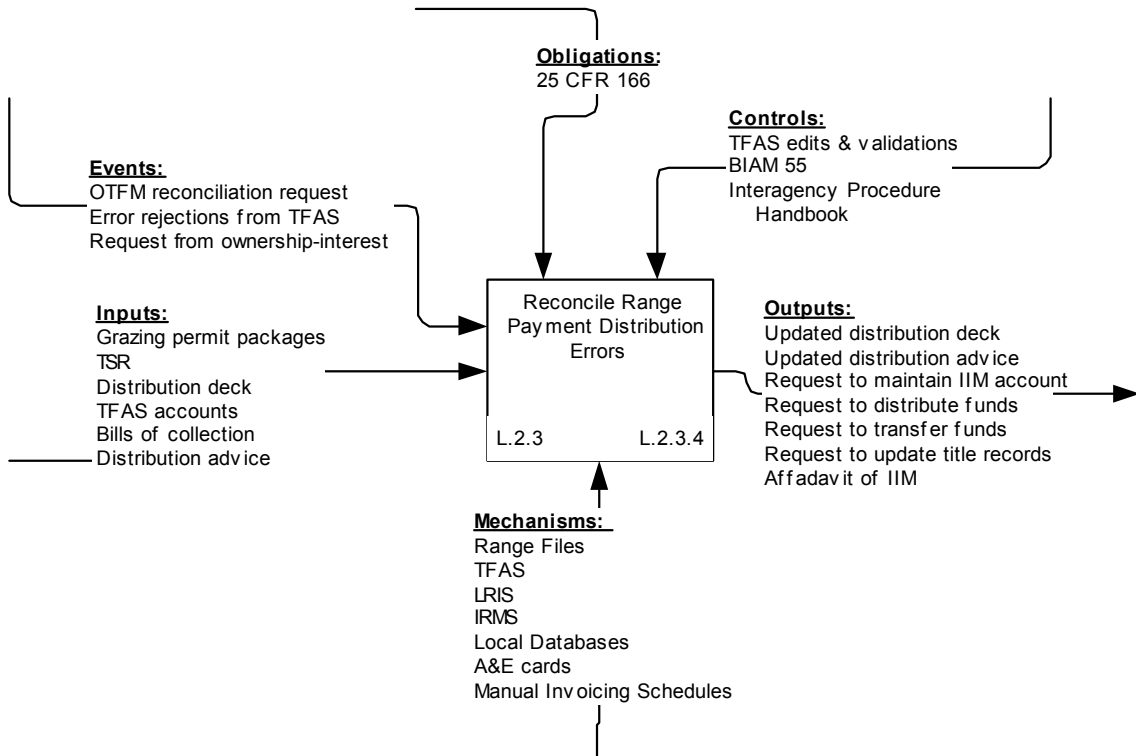 Obligations:
25 CFR 166
Controls:
TFAS edits & validations
BIAM 55
Interagency Procedure
Handbook
Events:
OTFM reconciliation request
Error rejections from TFAS
Request from ownership-interest
Inputs:
Grazing permit packages
TSR
Distribution deck
TFAS accounts
Bills of collection
Distribution advice
Reconcile Range
Payment Distribution
Errors
L.2.3 L.2.3.4
Outputs:
Updated distribution deck
Updated distribution advice
Request to maintain IIM account
Request to distribute funds
Request to transfer funds
Request to update title records
Affadavit of IIM
Mechanisms:
Range Files
TFAS
LRIS
IRMS
Local Databases
A&E cards
Manual Invoicing Schedules